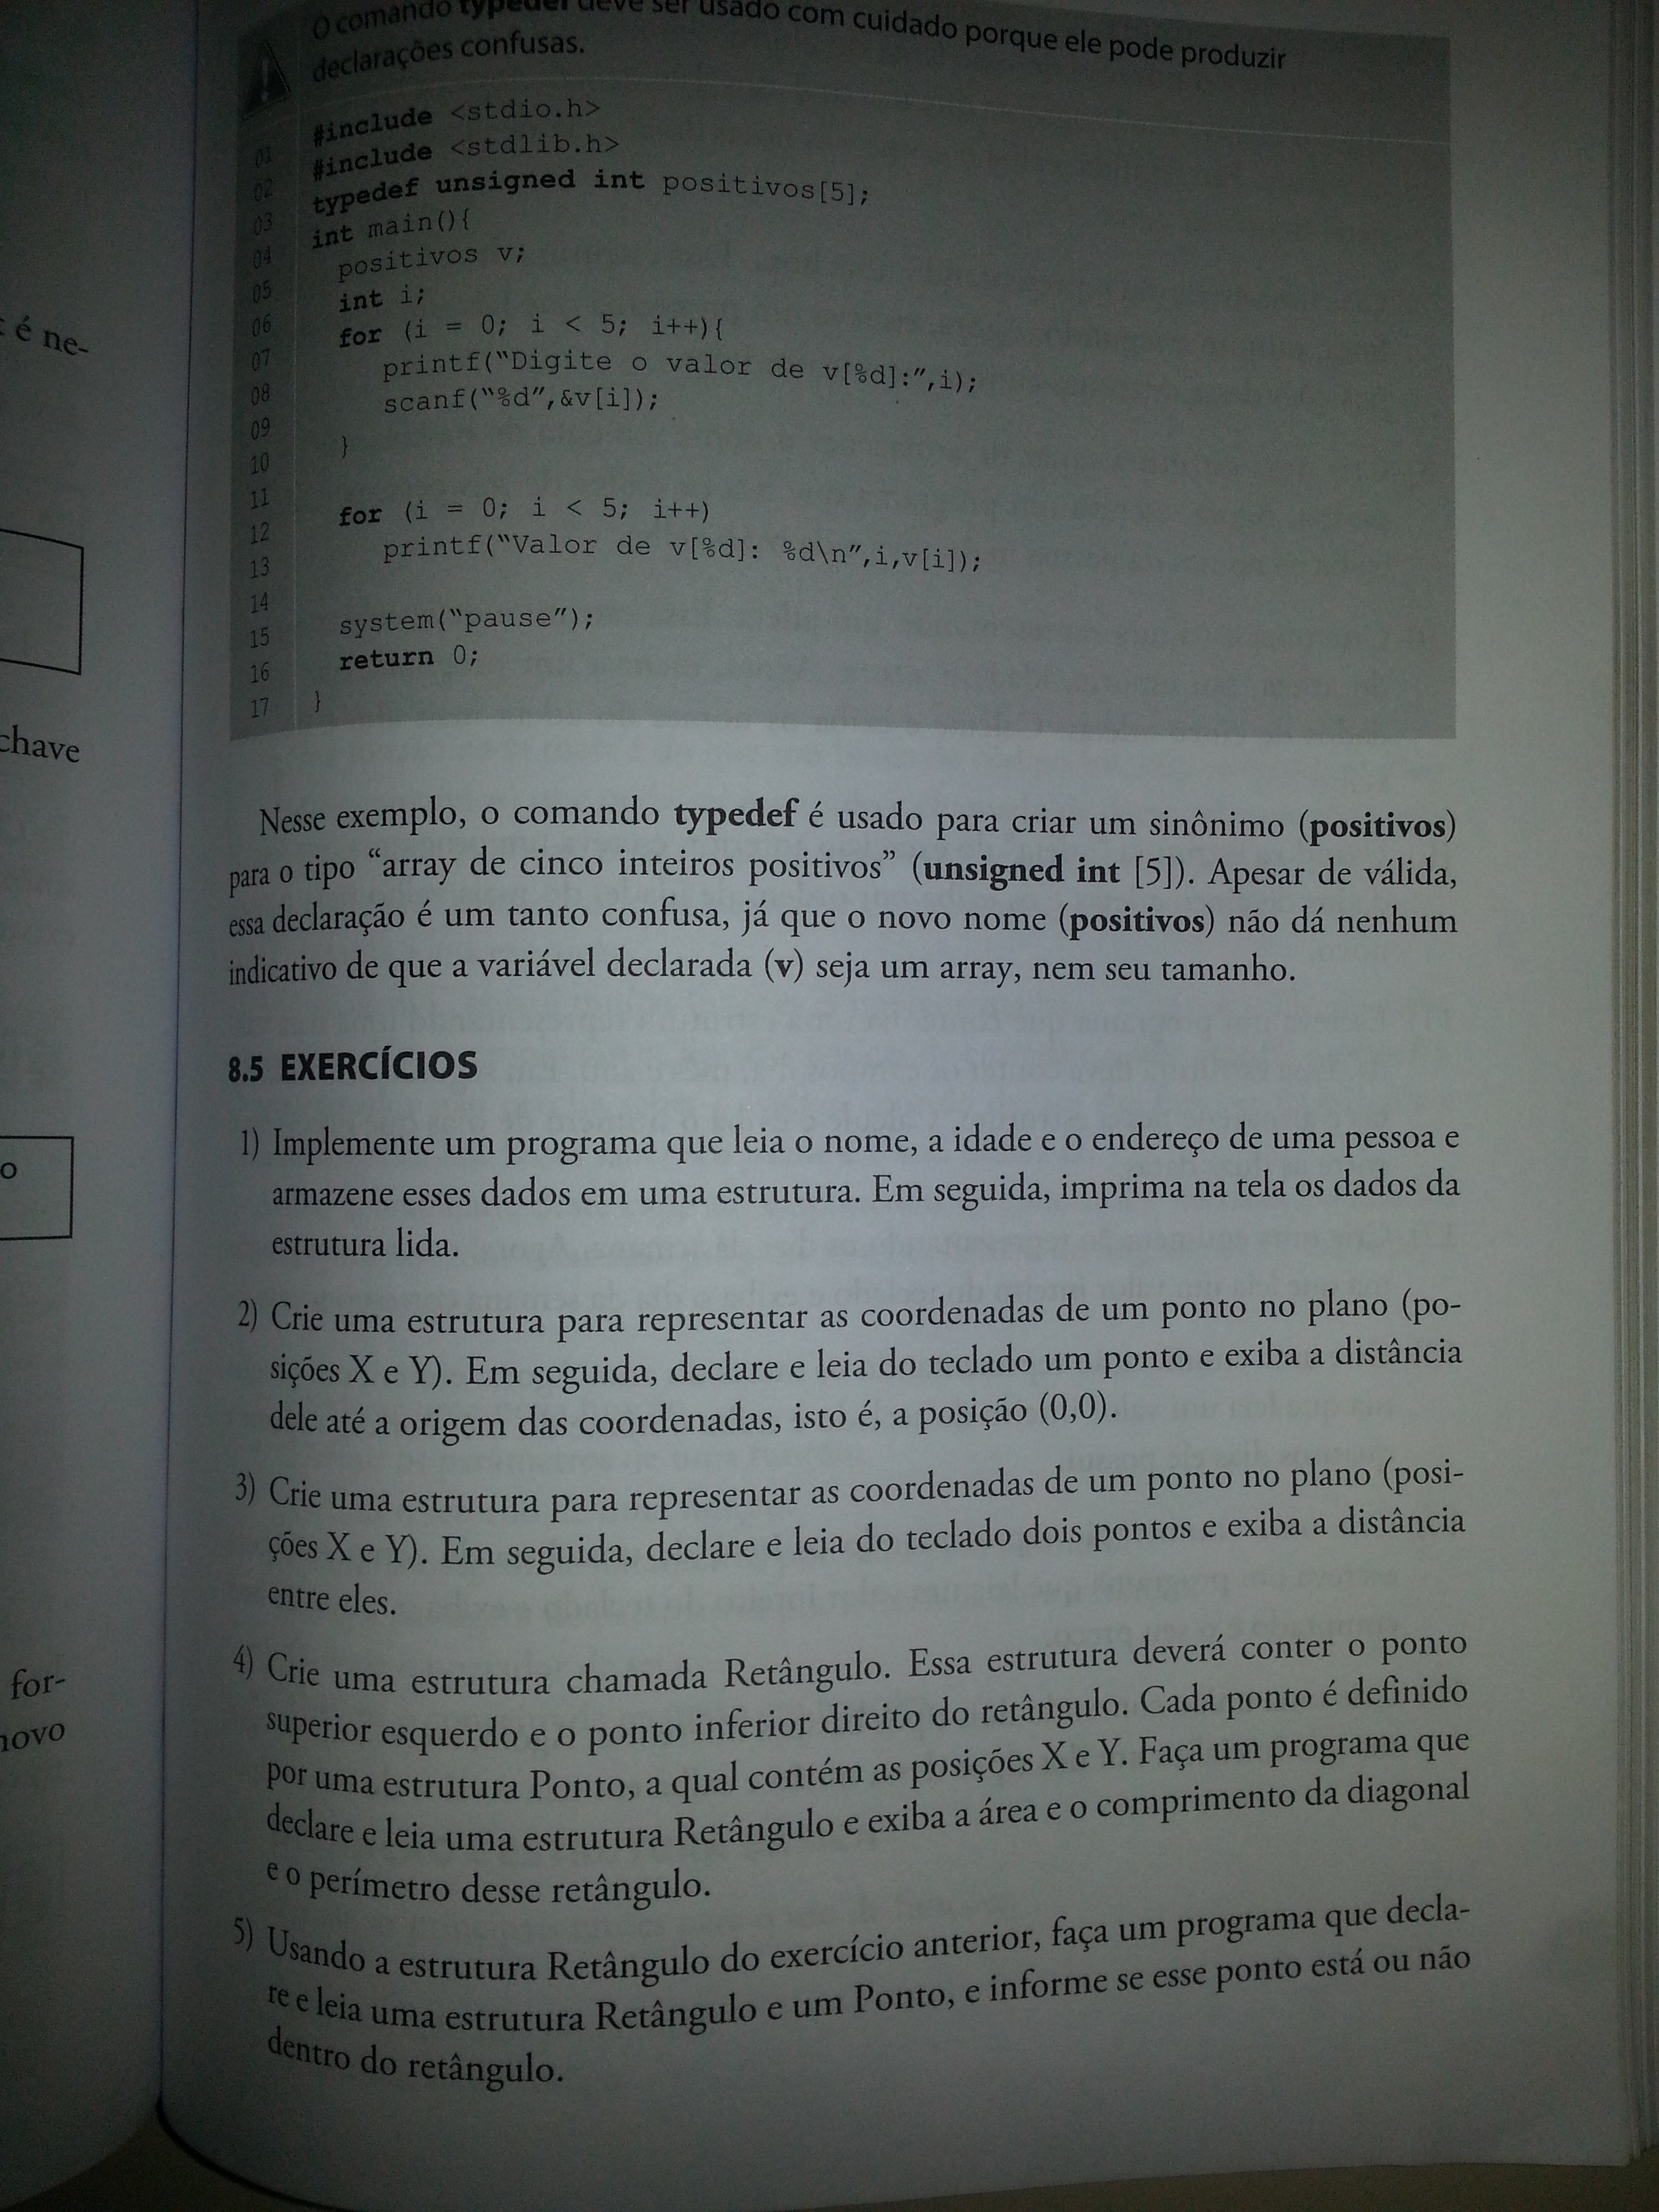 é ne-
chave
o
for-
novo
O comando typedef deve ser usado com cuidado porque ele pode produzir
declarações confusas.
01 #include <stdio.h>
02 #include <stdlib.h>
03 typedef unsigned int positivos[5];
04 int main(){
05 positivos v;
06 int i;
07 for (i = 0; i < 5; i++){
08 printf("Digite o valor de v[%d]:",i);
09 scanf("%d",&v[i]);
10 }
11
12 for (i = 0; i < 5; i++)
13 printf("Valor de v[%d]: %d\n",i,v[i]);
14
15 system("pause");
16 return 0;
17 }
Nesse exemplo, o comando typedef é usado para criar um sinônimo (positivos)
para o tipo “array de cinco inteiros positivos” (unsigned int [5]). Apesar de válida,
essa declaração é um tanto confusa, já que o novo nome (positivos) não dá nenhum
indicativo de que a variável declarada (v) seja um array, nem seu tamanho.
8.5 EXERCÍCIOS
1) Implemente um programa que leia o nome, a idade e o endereço de uma pessoa e
armazene esses dados em uma estrutura. Em seguida, imprima na tela os dados da
estrutura lida.
2) Crie uma estrutura para representar as coordenadas de um ponto no plano (po-
sições X e Y). Em seguida, declare e leia do teclado um ponto e exiba a distância
dele até a origem das coordenadas, isto é, a posição (0,0).
3) Crie uma estrutura para representar as coordenadas de um ponto no plano (posi-
ções X e Y). Em seguida, declare e leia do teclado dois pontos e exiba a distância
entre eles.
4) Crie uma estrutura chamada Retângulo. Essa estrutura deverá conter o ponto
superior esquerdo e o ponto inferior direito do retângulo. Cada ponto é definido
por uma estrutura Ponto, a qual contém as posições X e Y. Faça um programa que
declare e leia uma estrutura Retângulo e exiba a área e o comprimento da diagonal
e o perímetro desse retângulo.
5) Usando a estrutura Retângulo do exercício anterior, faça um programa que decla-
re e leia uma estrutura Retângulo e um Ponto, e informe se esse ponto está ou não
dentro do retângulo.